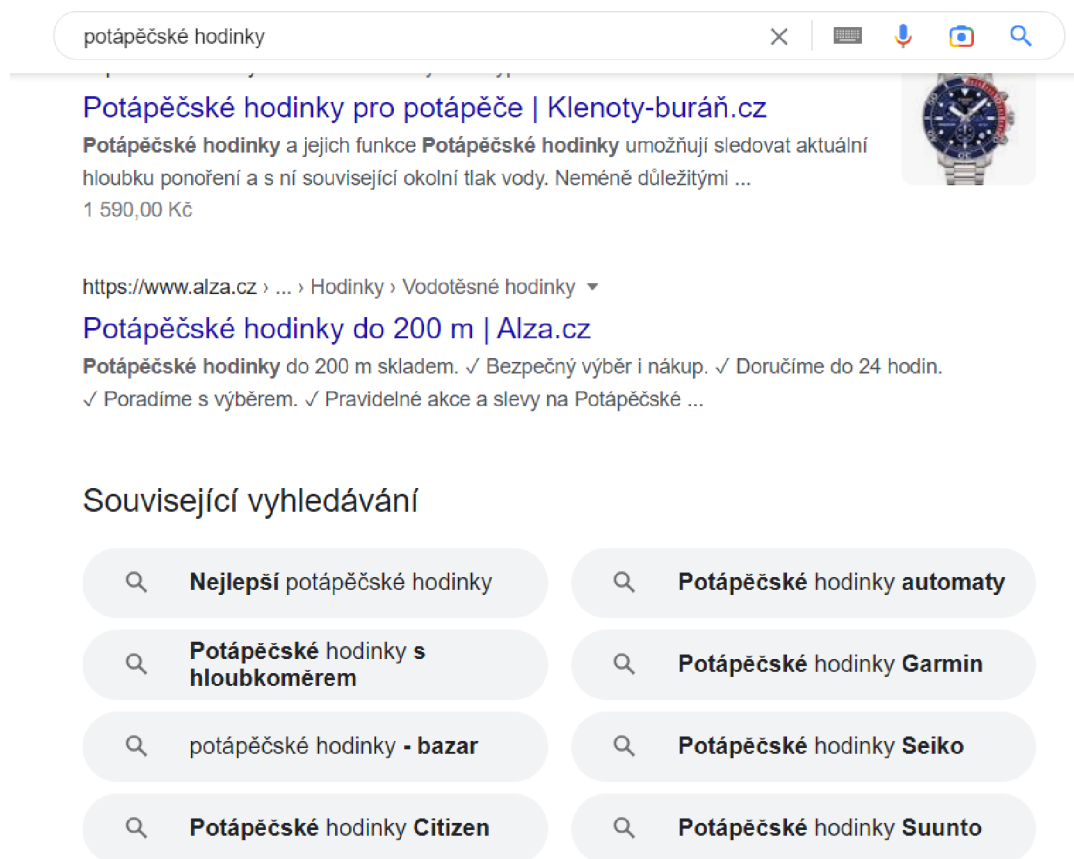 potápěčské hodinky
Potápěčské hodinky pro potápěče | Klenoty-buráň.cz
Potápěčské hodinky a jejich funkce Potápěčské hodinky umožňují sledovat aktuální
hloubku ponoření a s ní související okolní tlak vody. Neméně důležitými ...
1 590,00 Kč
https://www.alza.cz › ... › Hodinky › Vodotěsné hodinky
Potápěčské hodinky do 200 m | Alza.cz
Potápěčské hodinky do 200 m skladem. ✓ Bezpečný výběr i nákup. ✓ Doručíme do 24 hodin.
✓ Poradíme s výběrem. ✓ Pravidelné akce a slevy na Potápěčské ...
Související vyhledávání
Nejlepší potápěčské hodinky
Potápěčské hodinky automaty
Potápěčské hodinky s
hloubkoměrem
Potápěčské hodinky Garmin
potápěčské hodinky - bazar
Potápěčské hodinky Seiko
Potápěčské hodinky Citizen
Potápěčské hodinky Suunto